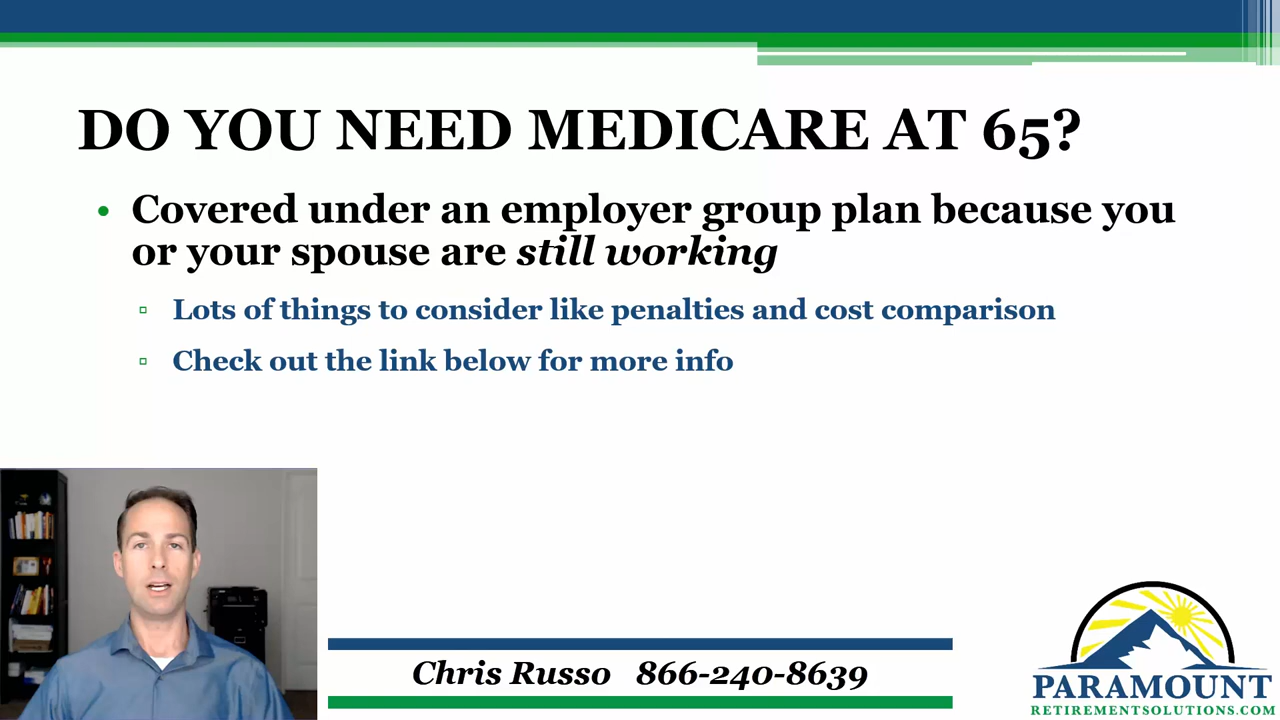 DO YOU NEED MEDICARE AT 65?
• Covered under an employer group plan because you
or your spouse are still working
▫ Lots of things to consider like penalties and cost comparison
▫ Check out the link below for more info
Chris Russo 866-240-8639
PARAMOUNT
RETIREMENTSOLUTIONS.COM